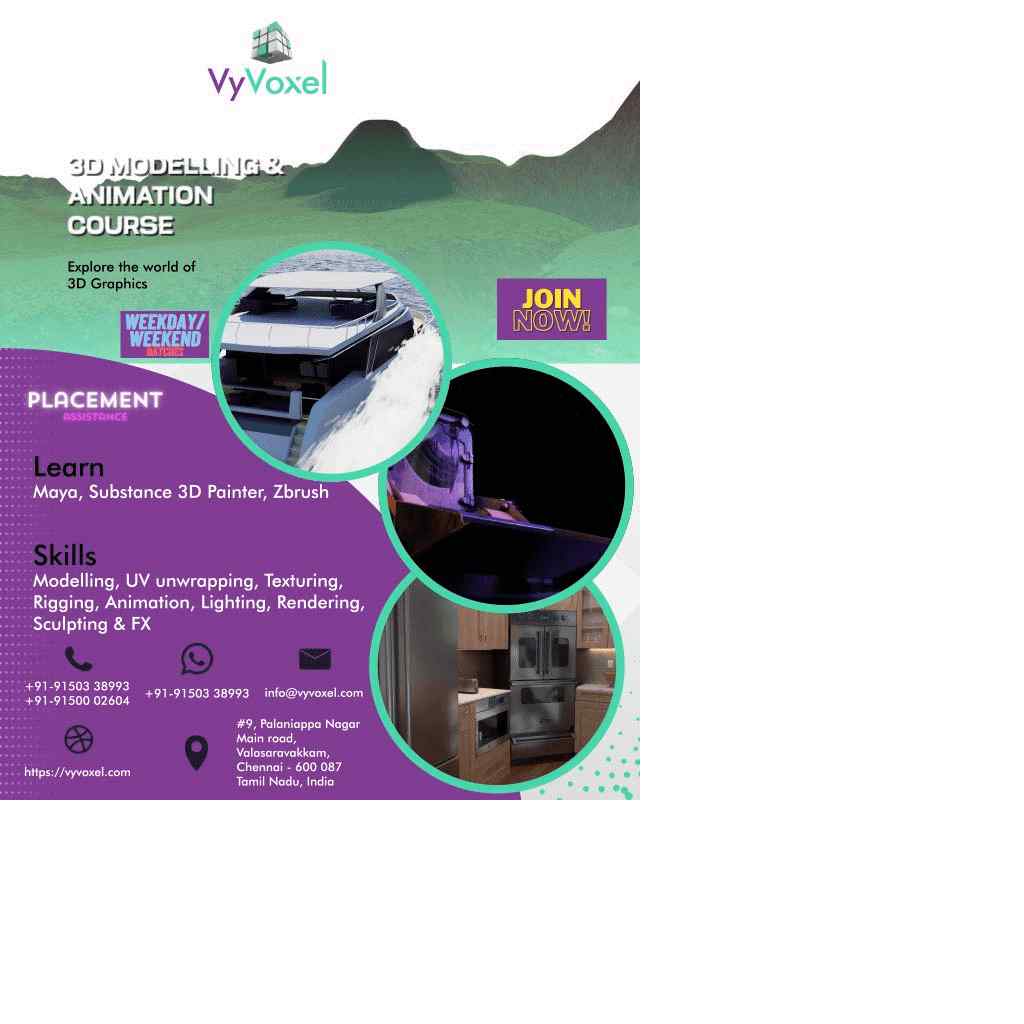 VyVoxel
3D MODELLING &
ANIMATION
COURSE
Explore the world of
3D Graphics
WEEKDAY/
WEEKEND
BATCHES
JOIN
NOW!
PLACEMENT
ASSISTANCE
Learn
Maya, Substance 3D Painter, Zbrush
Skills
Modelling, UV unwrapping, Texturing,
Rigging, Animation, Lighting, Rendering,
Sculpting & FX
+91-91503 38993
+91-91500 02604
+91-91503 38993
info@vyvoxel.com
https://vyvoxel.com
#9, Palaniappa Nagar
Main road,
Valasaravakkam,
Chennai - 600 087
Tamil Nadu, India